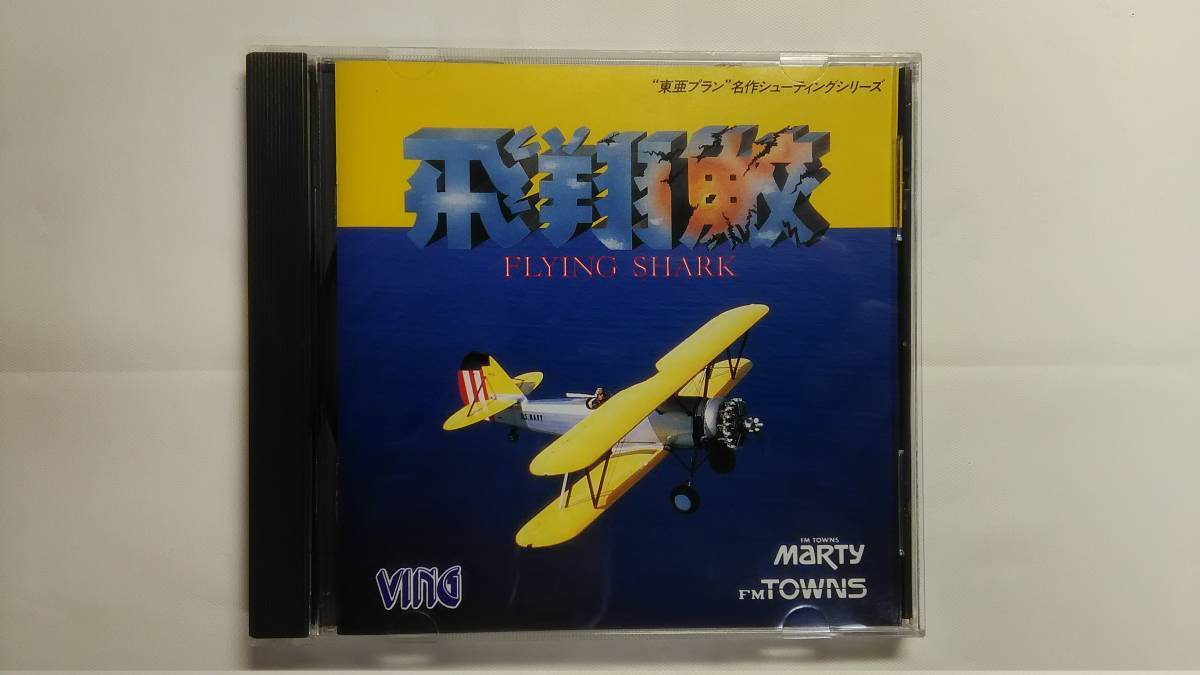 “東亜プラン”名作シューティングシリーズ
飛翔鮫
FLYING SHARK
U.S.NAVY
VING
FM TOWNS
MARTY
FM TOWNS